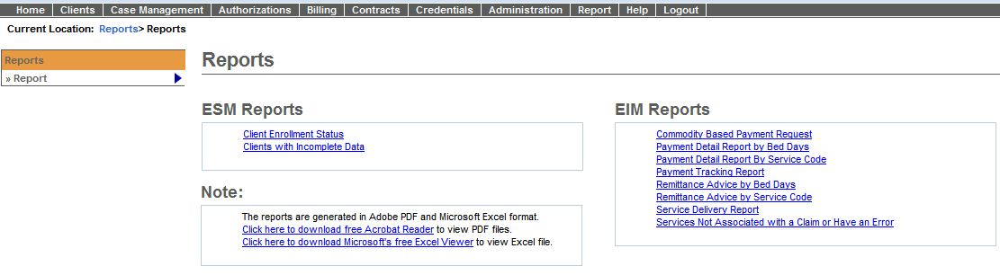 Home Clients Case Management Authorizations Billing Contracts Credentials Administration Report Help Logout
Current Location: Reports> Reports
Reports
» Report
Reports
ESM Reports
Client Enrollment Status
Clients with Incomplete Data
Note:
The reports are generated in Adobe PDF and Microsoft Excel format.
Click here to download free Acrobat Reader to view PDF files.
Click here to download Microsoft's free Excel Viewer to view Excel file.
EIM Reports
Commodity Based Payment Request
Payment Detail Report by Bed Days
Payment Detail Report By Service Code
Payment Tracking Report
Remittance Advice by Bed Days
Remittance Advice by Service Code
Service Delivery Report
Services Not Associated with a Claim or Have an Error